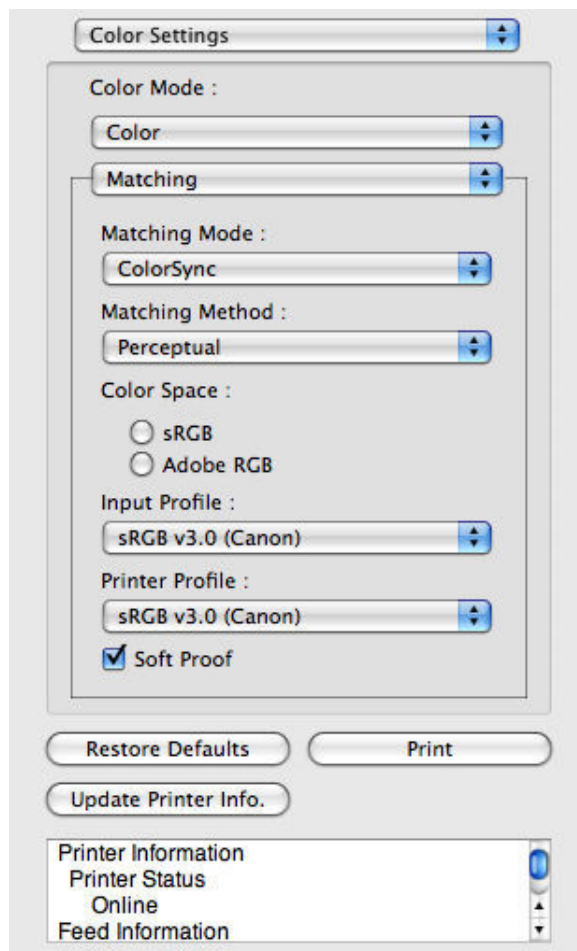 Color Settings
Color Mode :
Color
Matching
Matching Mode :
ColorSync
Matching Method :
Perceptual
Color Space :
sRGB
Adobe RGB
Input Profile :
sRGB v3.0 (Canon)
Printer Profile :
sRGB v3.0 (Canon)
Soft Proof
Restore Defaults Print
Update Printer Info.
Printer Information
Printer Status
Online
Feed Information